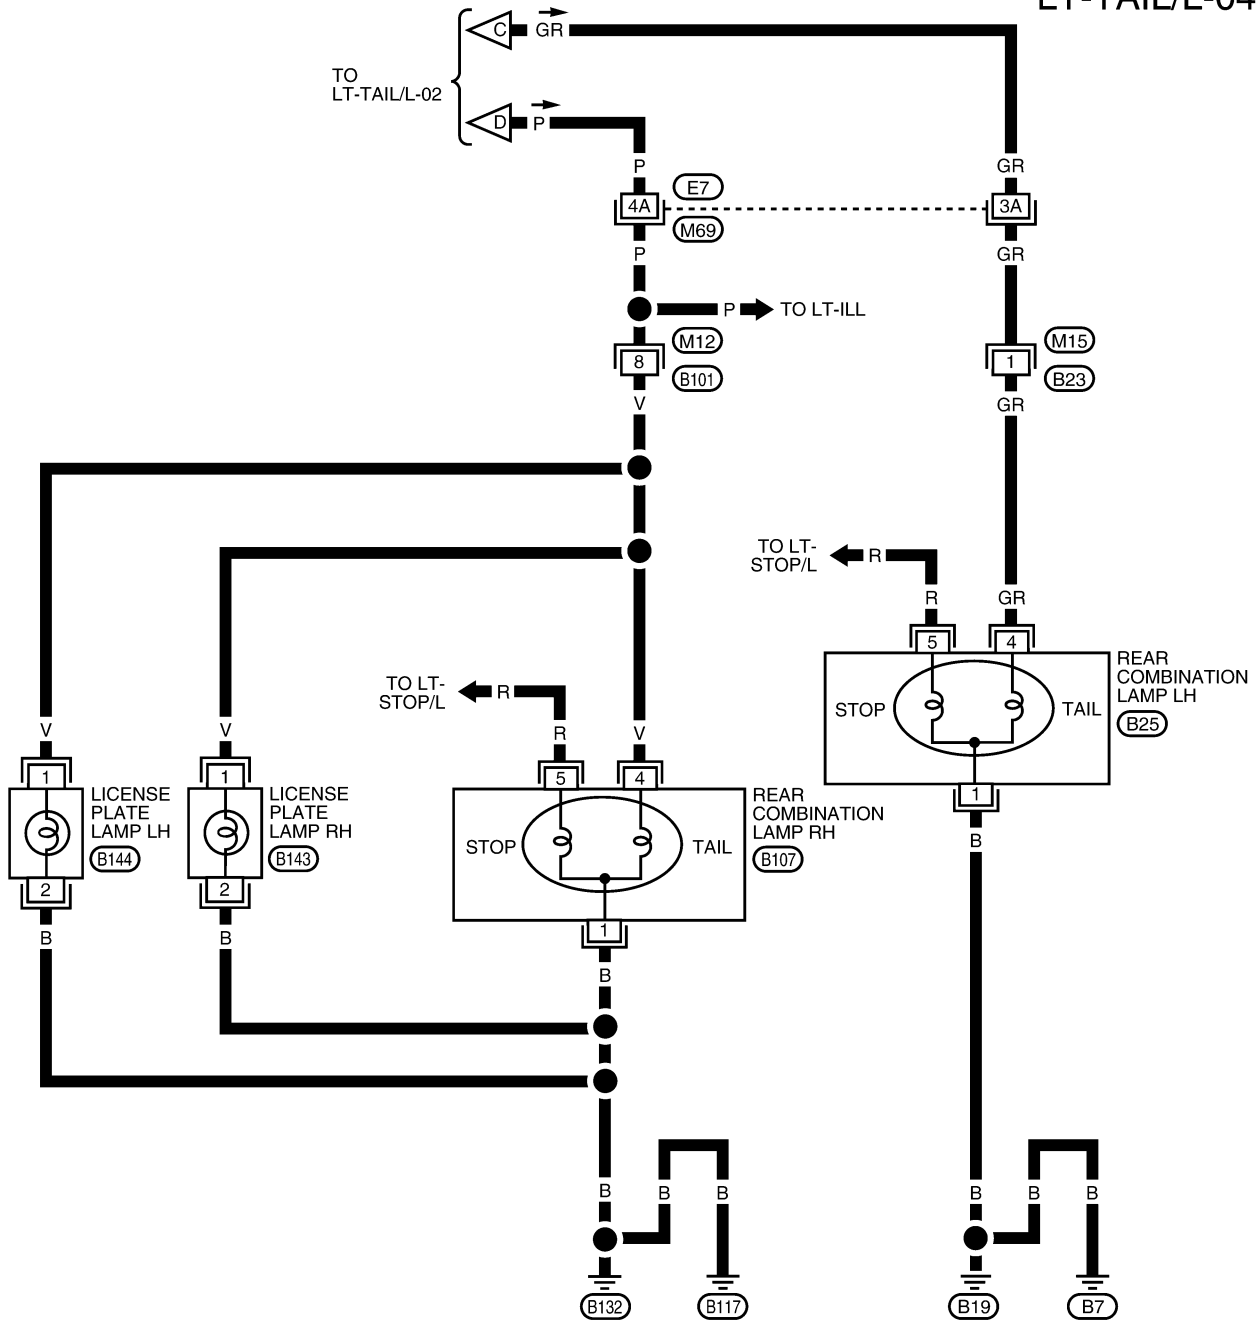 LT-TAIL/L-04
C GR
TO
LT-TAIL/L-02
D P
P GR
4A E7 3A
M69
P GR
P TO LT-ILL
M12 M15
8 1
B101 B23
V GR
TO LT-
STOP/L
R
R GR
5 4
REAR
COMBINATION
LAMP LH
B25
STOP TAIL
1
B
TO LT-
STOP/L
R
V V R V
1 1 5 4
LICENSE
PLATE
LAMP LH
B144
LICENSE
PLATE
LAMP RH
B143
STOP TAIL
REAR
COMBINATION
LAMP RH
B107
2 2 1
B B B
B B B B B B
B132 B117 B19 B7